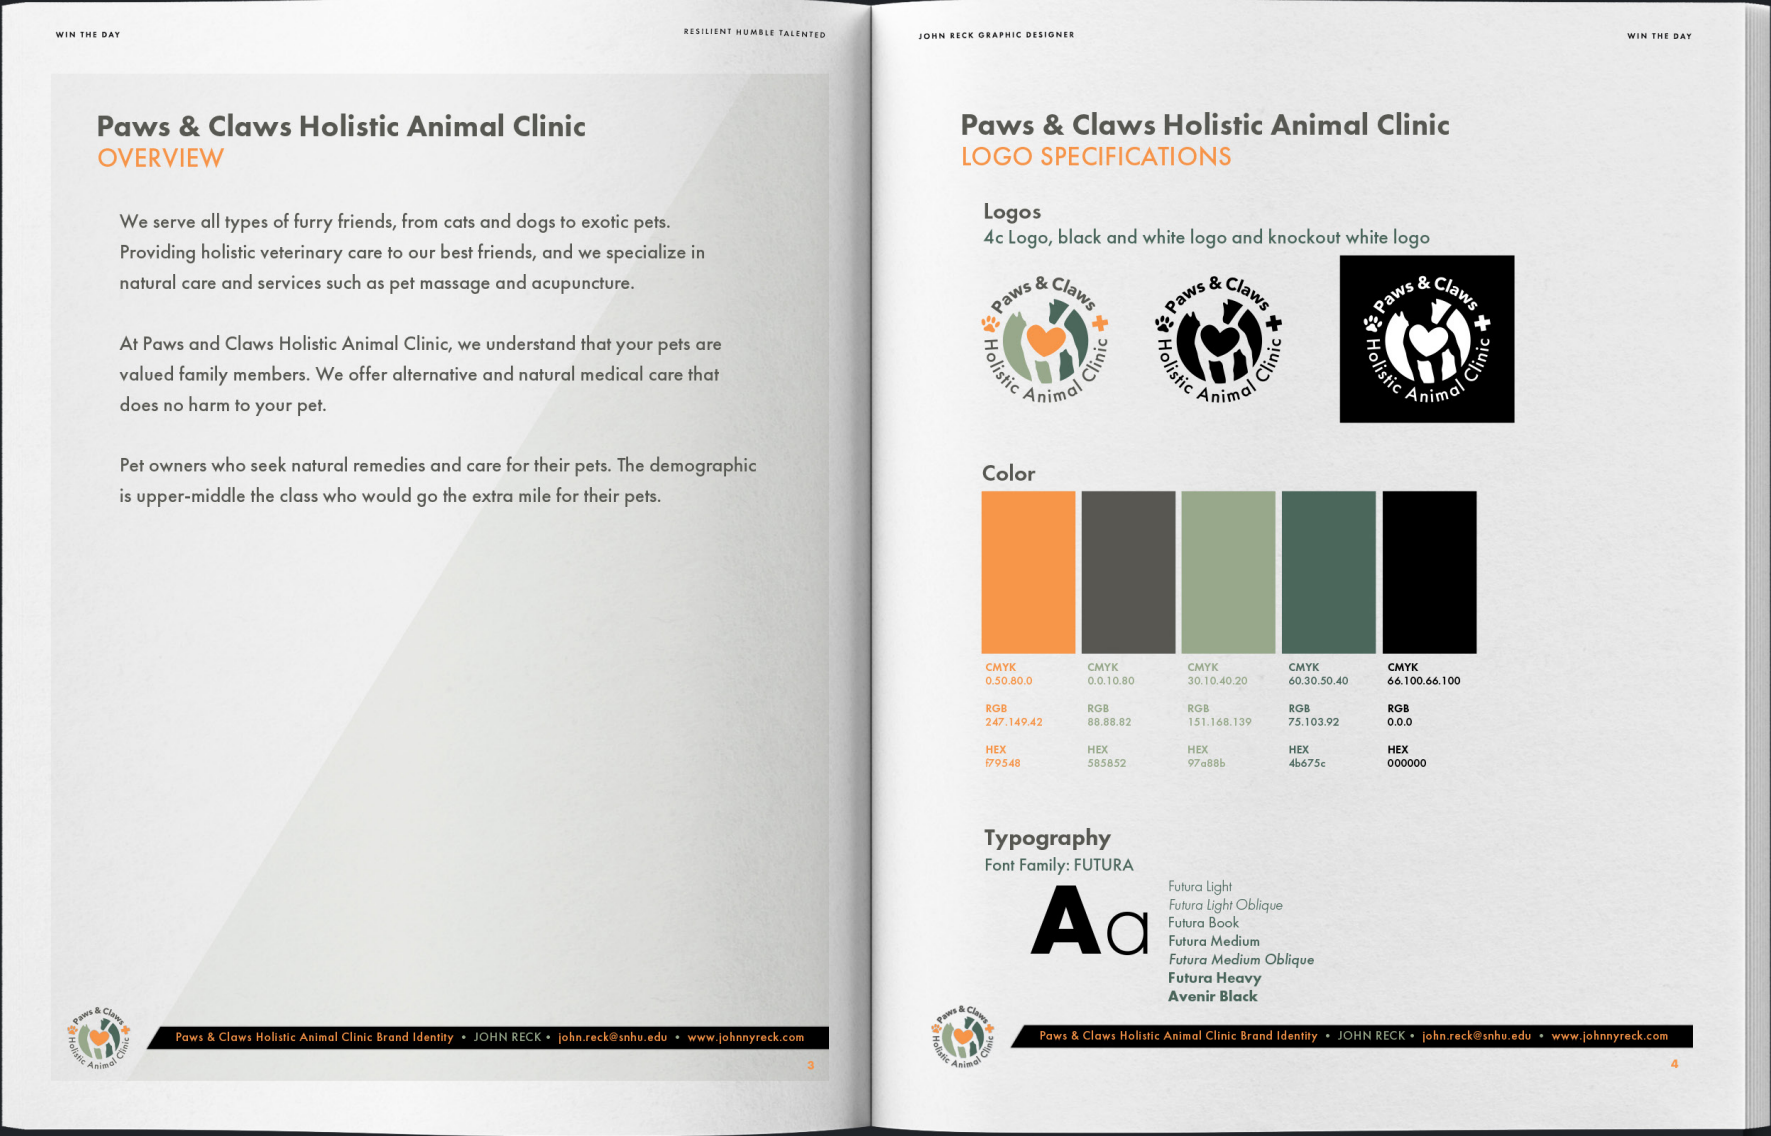 WIN THE DAY
RESILIENT HUMBLE TALENTED
Paws & Claws Holistic Animal Clinic
OVERVIEW
We serve all types of furry friends, from cats and dogs to exotic pets.
Providing holistic veterinary care to our best friends, and we specialize in
natural care and services such as pet massage and acupuncture.
At Paws and Claws Holistic Animal Clinic, we understand that your pets are
valued family members. We offer alternative and natural medical care that
does no harm to your pet.
Pet owners who seek natural remedies and care for their pets. The demographic
is upper-middle the class who would go the extra mile for their pets.
Paws & Claws
Holistic Animal Clinic
Paws & Claws Holistic Animal Clinic Brand Identity • JOHN RECK • john.reck@snhu.edu • www.johnnyreck.com
3
JOHN RECK GRAPHIC DESIGNER
WIN THE DAY
Paws & Claws Holistic Animal Clinic
LOGO SPECIFICATIONS
Logos
4c Logo, black and white logo and knockout white logo
Paws & Claws
Holistic Animal Clinic
Paws & Claws
Holistic Animal Clinic
Paws & Claws
Holistic Animal Clinic
Color
CMYK
0.50.80.0
RGB
247.149.42
HEX
f79548
CMYK
0.0.10.80
RGB
88.88.82
HEX
585852
CMYK
30.10.40.20
RGB
151.168.139
HEX
97a88b
CMYK
60.30.50.40
RGB
75.103.92
HEX
4b675c
CMYK
66.100.66.100
RGB
0.0.0
HEX
000000
Typography
Font Family: FUTURA
Aa
Futura Light
Futura Light Oblique
Futura Book
Futura Medium
Futura Medium Oblique
Futura Heavy
Avenir Black
Paws & Claws
Holistic Animal Clinic
Paws & Claws Holistic Animal Clinic Brand Identity • JOHN RECK • john.reck@snhu.edu • www.johnnyreck.com
4